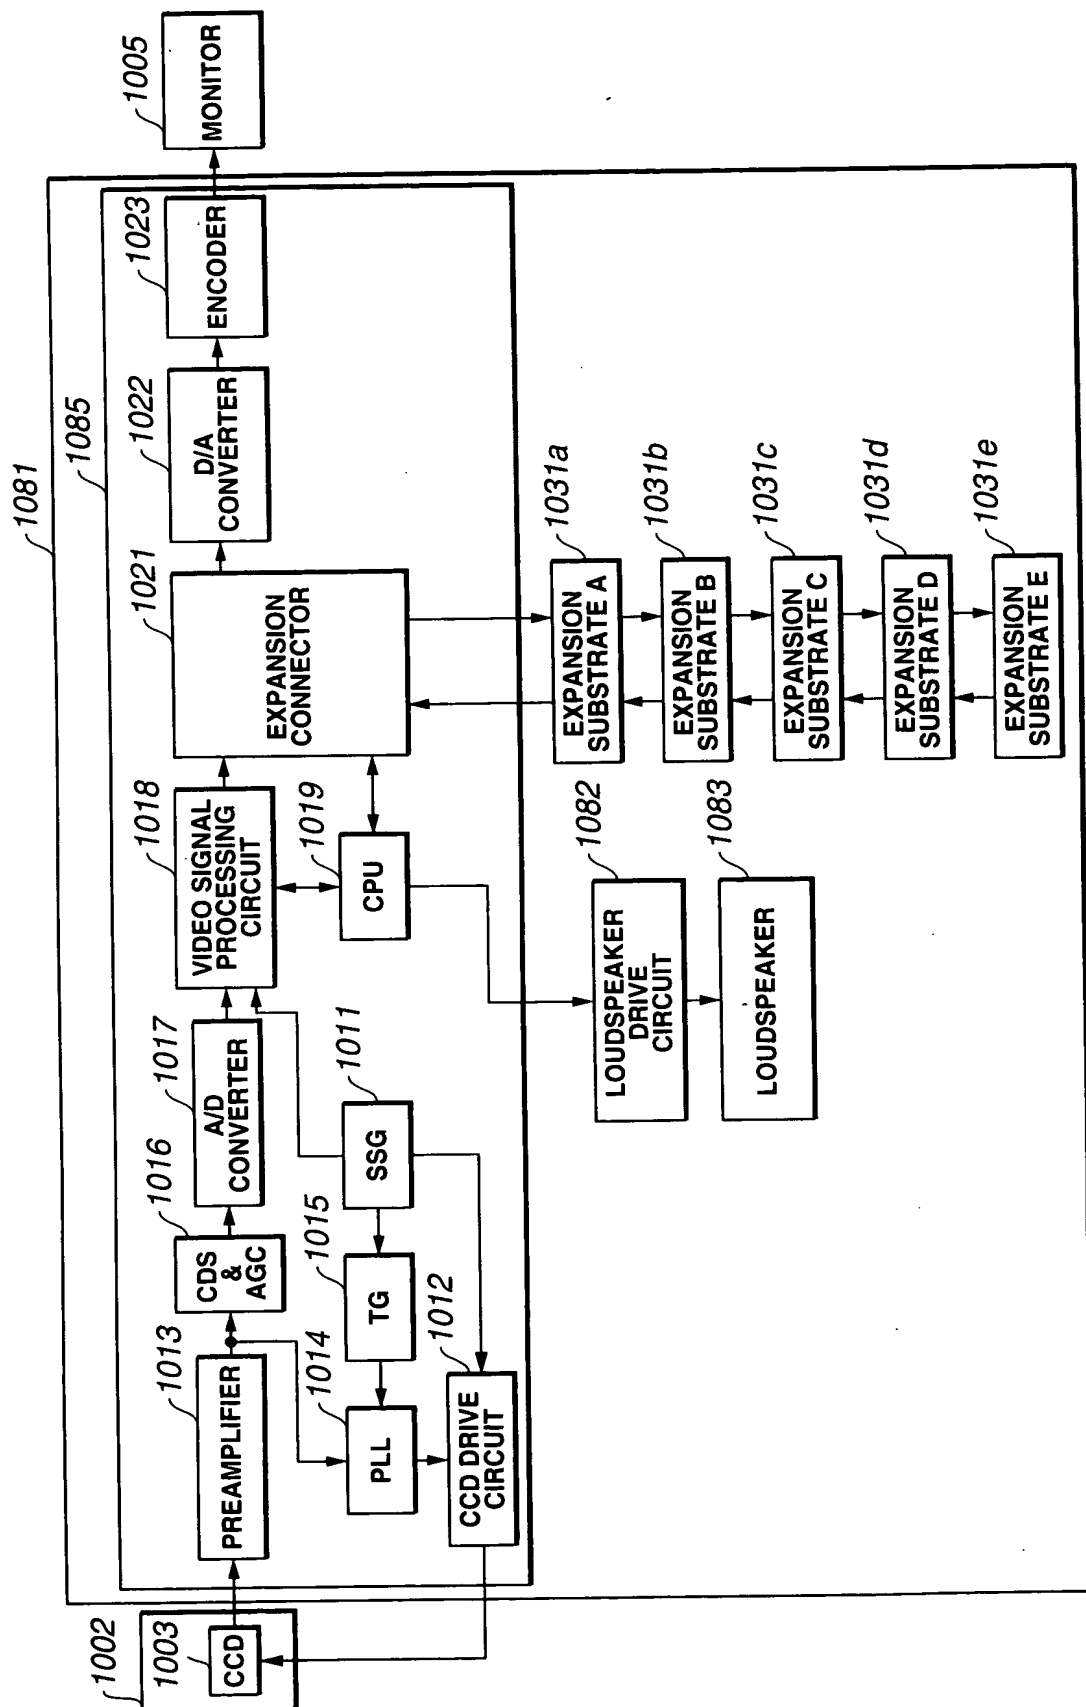 1081
1085
1002
1003
CCD
1013
PREAMPLIFIER
1016
CDS
&
AGC
1017
A/D
CONVERTER
1018
VIDEO SIGNAL
PROCESSING
CIRCUIT
1021
EXPANSION
CONNECTOR
1022
D/A
CONVERTER
1023
ENCODER
1005
MONITOR
1014
PLL
1015
TG
1011
SSG
1019
CPU
1012
CCD DRIVE
CIRCUIT
1082
LOUDSPEAKER
DRIVE
CIRCUIT
1083
LOUDSPEAKER
1031a
EXPANSION
SUBSTRATE A
1031b
EXPANSION
SUBSTRATE B
1031c
EXPANSION
SUBSTRATE C
1031d
EXPANSION
SUBSTRATE D
1031e
EXPANSION
SUBSTRATE E